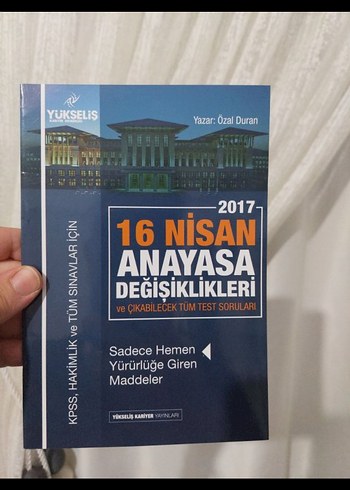 YÜKSELİŞ
Yazar: Özal Duran
2017
16 NİSAN
ANAYASA
DEĞİŞİKLİKLERİ
ve ÇIKABİLECEK TÜM TEST SORULARI
Sadece Hemen
Yürürlüğe Giren
Maddeler
KPSS, HAKİMLİK ve TÜM SINAVLAR İÇİN
YÜKSELİŞ KARİYER YAYINLARI